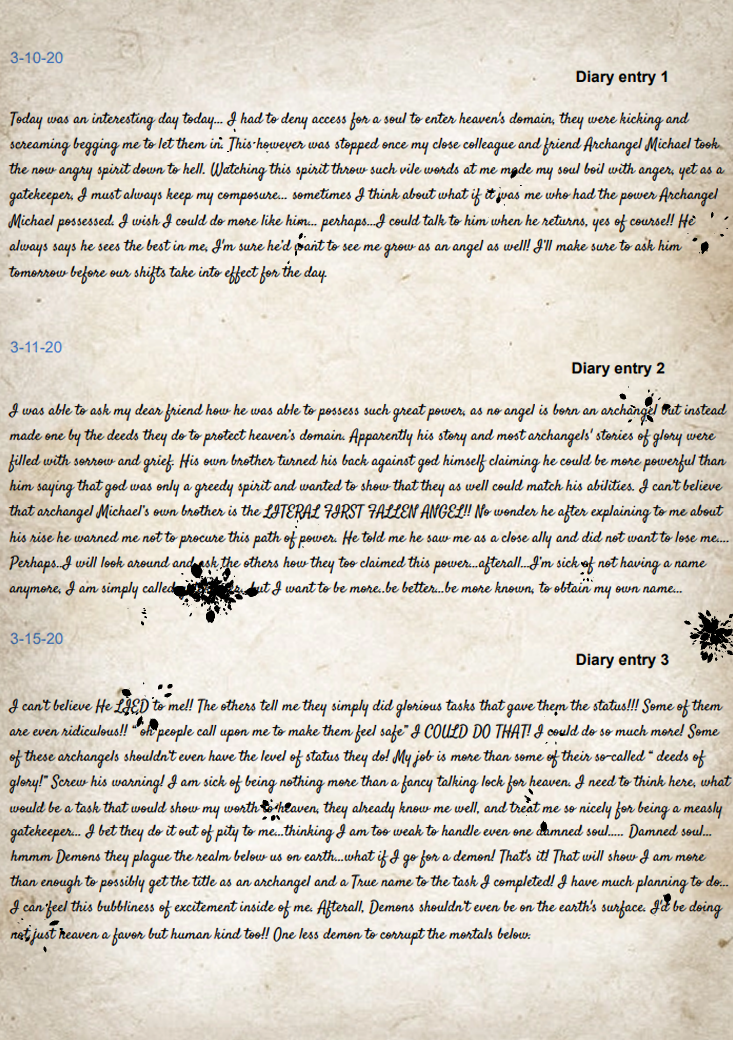 3-10-20
Diary entry 1
Today was an interesting day today... I had to deny access for a soul to enter heaven's domain, they were kicking and
screaming begging me to let them in. This however was stopped once my close colleague and friend Archangel Michael took
the now angry spirit down to hell. Watching this spirit throw such vile words at me made my soul boil with anger, yet as a
gatekeeper, I must always keep my composure... sometimes I think about what if it was me who had the power Archangel
Michael possessed. I wish I could do more like him... perhaps...I could talk to him when he returns, yes of course!! He
always says he sees the best in me, I'm sure he'd want to see me grow as an angel as well! I'll make sure to ask him
tomorrow before our shifts take into effect for the day.
3-11-20
Diary entry 2
I was able to ask my dear friend how he was able to possess such great power, as no angel is born an archangel but instead
made one by the deeds they do to protect heaven's domain. Apparently his story and most archangels' stories of glory were
filled with sorrow and grief. His own brother turned his back against god himself claiming he could be more powerful than
him saying that god was only a greedy spirit and wanted to show that they as well could match his abilities. I can't believe
that archangel Michael's own brother is the LITERAL FIRST FALLEN ANGEL!! No wonder he after explaining to me about
his rise he warned me not to procure this path of power. He told me he saw me as a close ally and did not want to lose me....
Perhaps..I will look around and ask the others how they too claimed this power...afterall...I'm sick of not having a name
anymore, I am simply called but I want to be more..be better...be more known, to obtain my own name...
3-15-20
Diary entry 3
I can't believe He LIED to me!! The others tell me they simply did glorious tasks that gave them the status!!! Some of them
are even ridiculous!! “ oh people call upon me to make them feel safe” I COULD DO THAT! I could do so much more! Some
of these archangels shouldn't even have the level of status they do! My job is more than some of their so-called “ deeds of
glory!” Screw his warning! I am sick of being nothing more than a fancy talking lock for heaven. I need to think here, what
would be a task that would show my worth to heaven, they already know me well, and treat me so nicely for being a measly
gatekeeper... I bet they do it out of pity to me...thinking I am too weak to handle even one damned soul..... Damned soul...
hmmm Demons they plague the realm below us on earth...what if I go for a demon! That's it! That will show I am more
than enough to possibly get the title as an archangel and a True name to the task I completed! I have much planning to do...
I can feel this bubbliness of excitement inside of me. Afterall, Demons shouldn't even be on the earth's surface. I'd be doing
not just heaven a favor but human kind too!! One less demon to corrupt the mortals below.